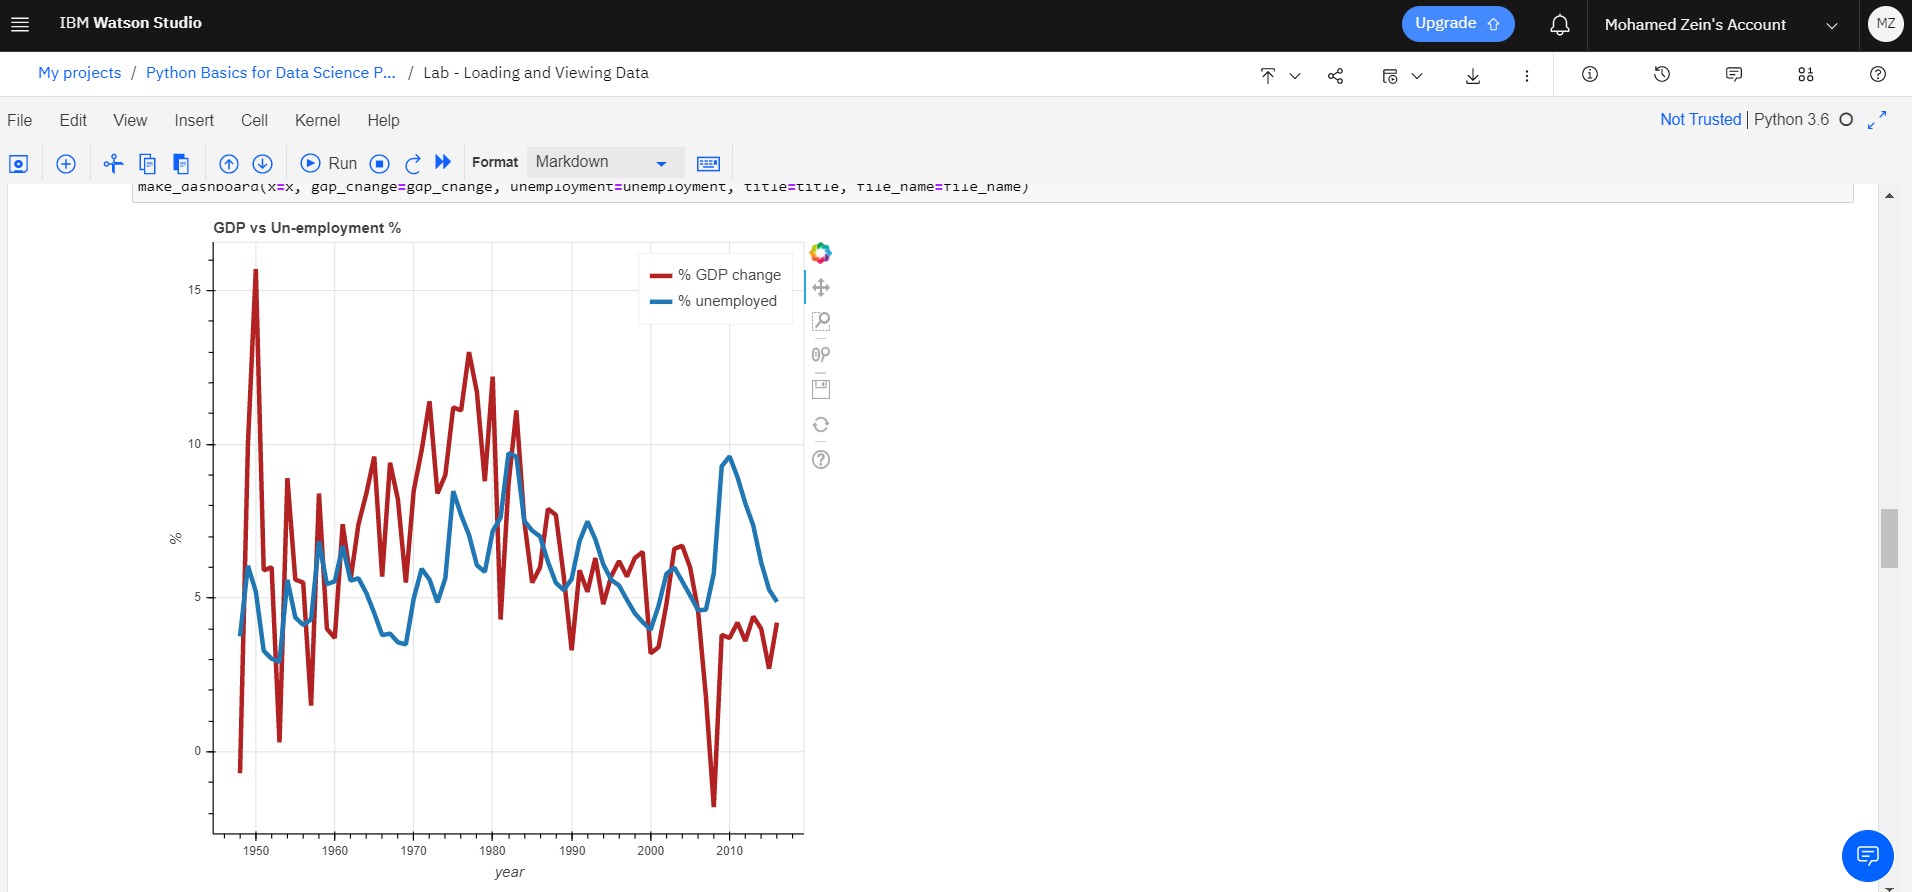 IBM Watson Studio
Upgrade
Mohamed Zein's Account
MZ
My projects / Python Basics for Data Science P... / Lab - Loading and Viewing Data
File Edit View Insert Cell Kernel Help
Not Trusted | Python 3.6
Run
Format
Markdown
make_dashboard(x=x, gdp_change=gdp_change, unemployment=unemployment, title=title, file_name=file_name)
GDP vs Un-employment %
% GDP change
% unemployed
15
10
5
0
%
1950 1960 1970 1980 1990 2000 2010
year